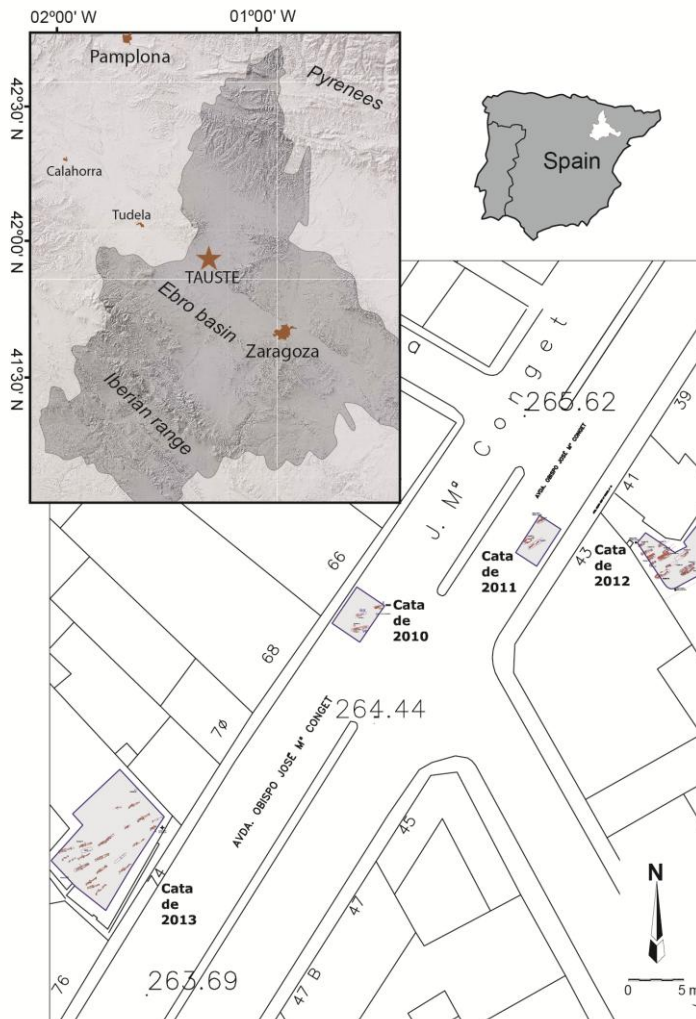 02º00' W
01º00' W
42º30' N
42º00' N
41º30' N
Pamplona
Pyrenees
Calahorra
Tudela
TAUSTE
Ebro basin
Zaragoza
Iberian range
Spain
a
J. Mª Conget
265.62
AVDA. OBISPO JOSE Mª CONGET
39
41
43
Cata
de
2011
Cata
de
2012
66
Cata
de
2010
68
7Ø
264.44
AVDA. OBISPO JOSÉ Mª CONGET
45
74
Cata
de
2013
47
76
263.69
47 B
N
0 5 m